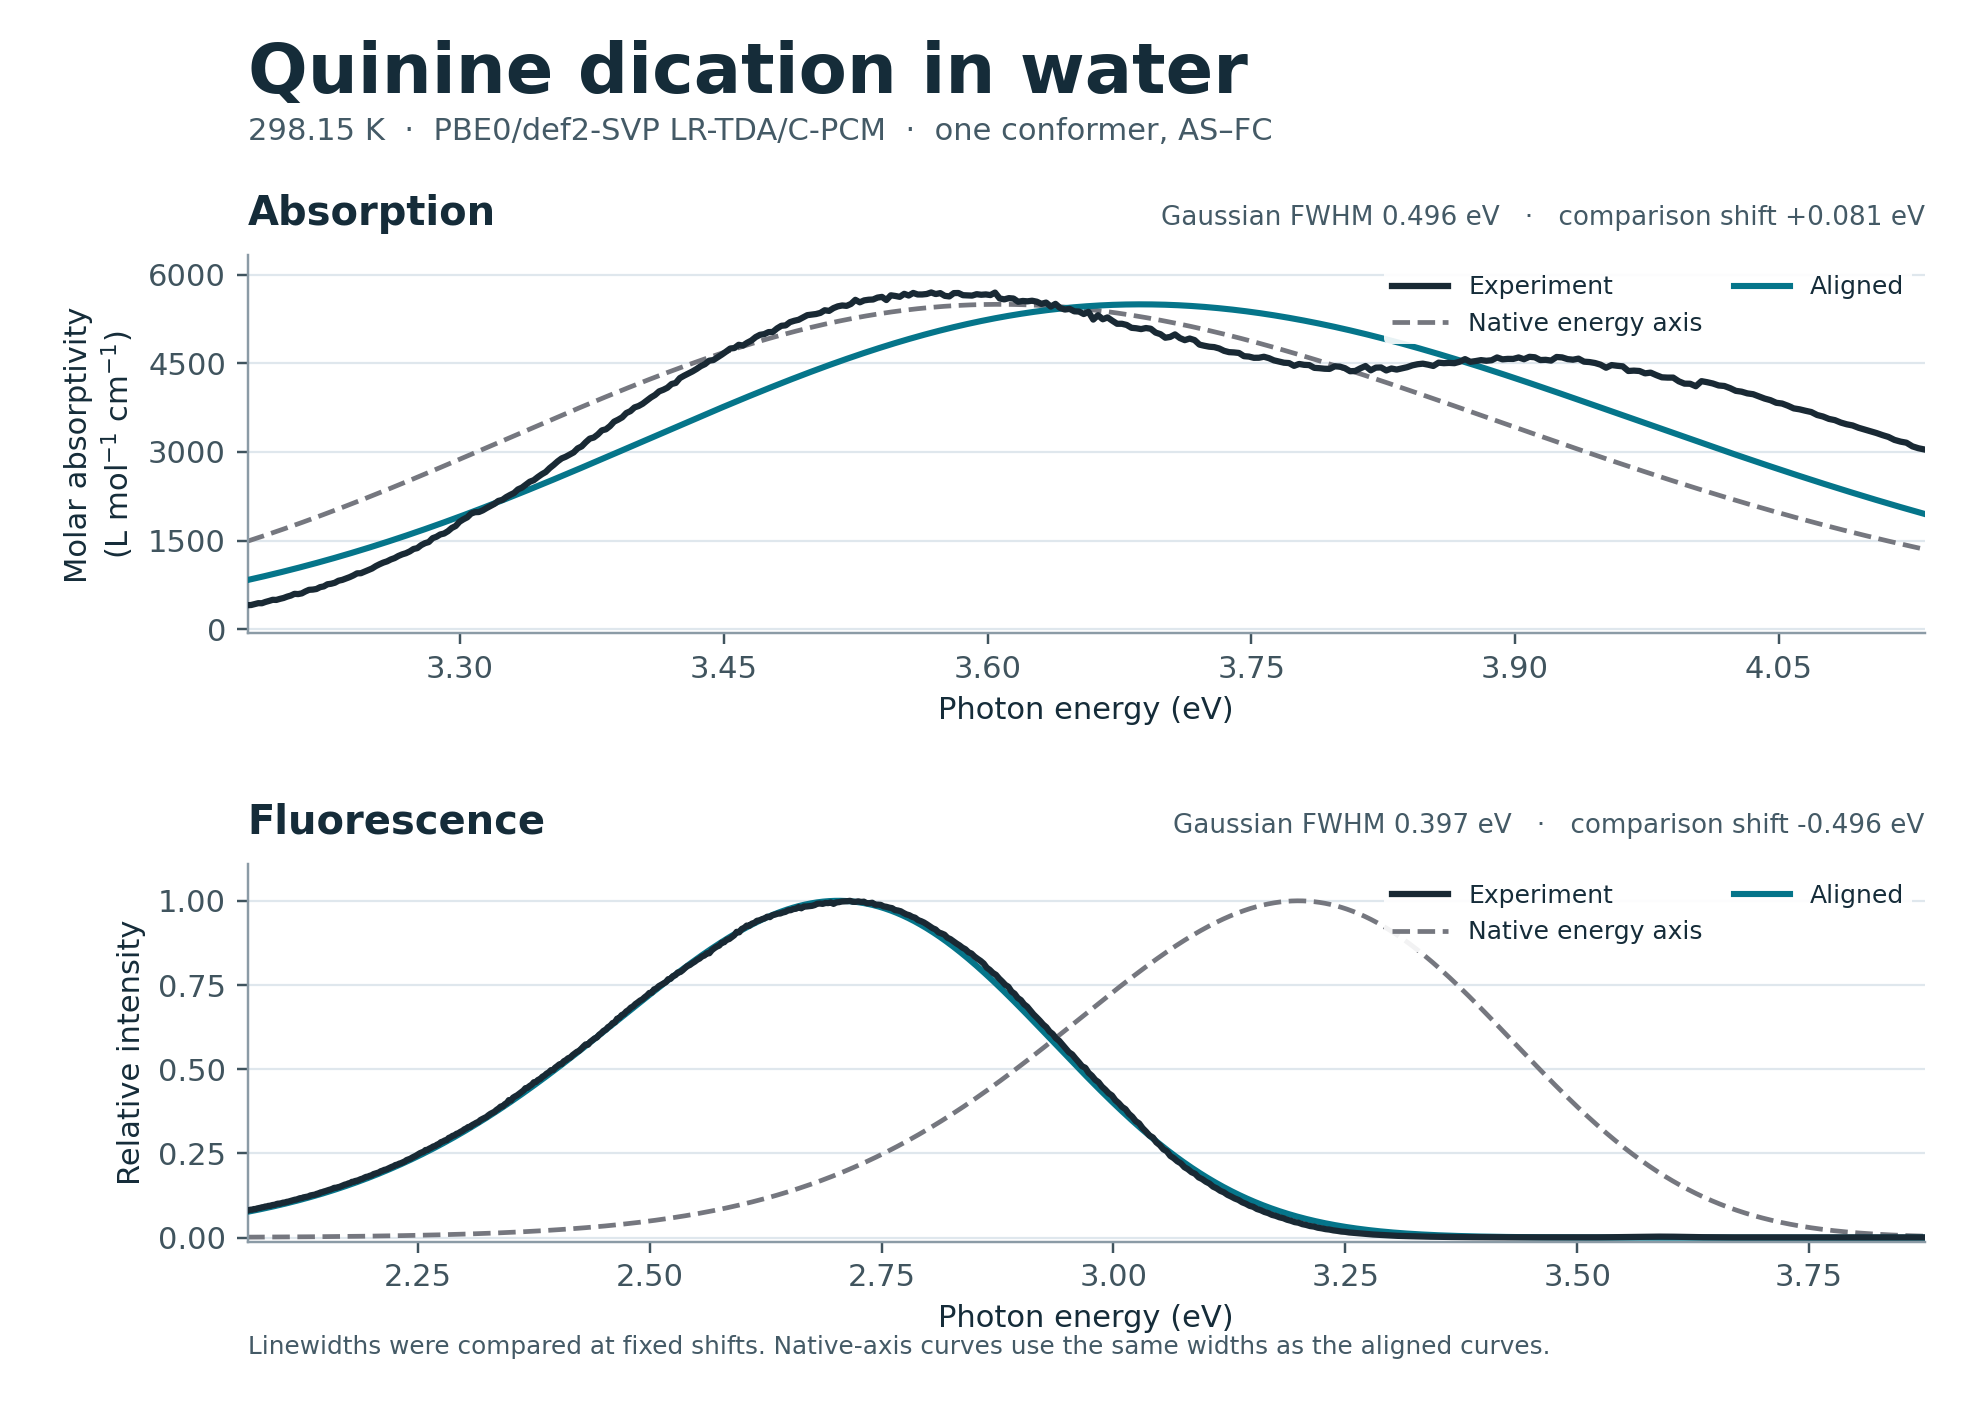 Quinine dication in water
298.15 K · PBE0/def2-SVP LR-TDA/C-PCM · one conformer, AS–FC
Absorption
Gaussian FWHM 0.496 eV · comparison shift +0.081 eV
Experiment
Aligned
Native energy axis
Molar absorptivity
(L mol⁻¹ cm⁻¹)
6000
4500
3000
1500
0
3.30 3.45 3.60 3.75 3.90 4.05
Photon energy (eV)
Fluorescence
Gaussian FWHM 0.397 eV · comparison shift -0.496 eV
Experiment
Aligned
Native energy axis
Relative intensity
1.00
0.75
0.50
0.25
0.00
2.25 2.50 2.75 3.00 3.25 3.50 3.75
Photon energy (eV)
Linewidths were compared at fixed shifts. Native-axis curves use the same widths as the aligned curves.